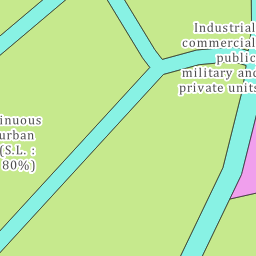 Industrial
commercial
public
military and
private units
inuous
urban
(S.L. :
80%)